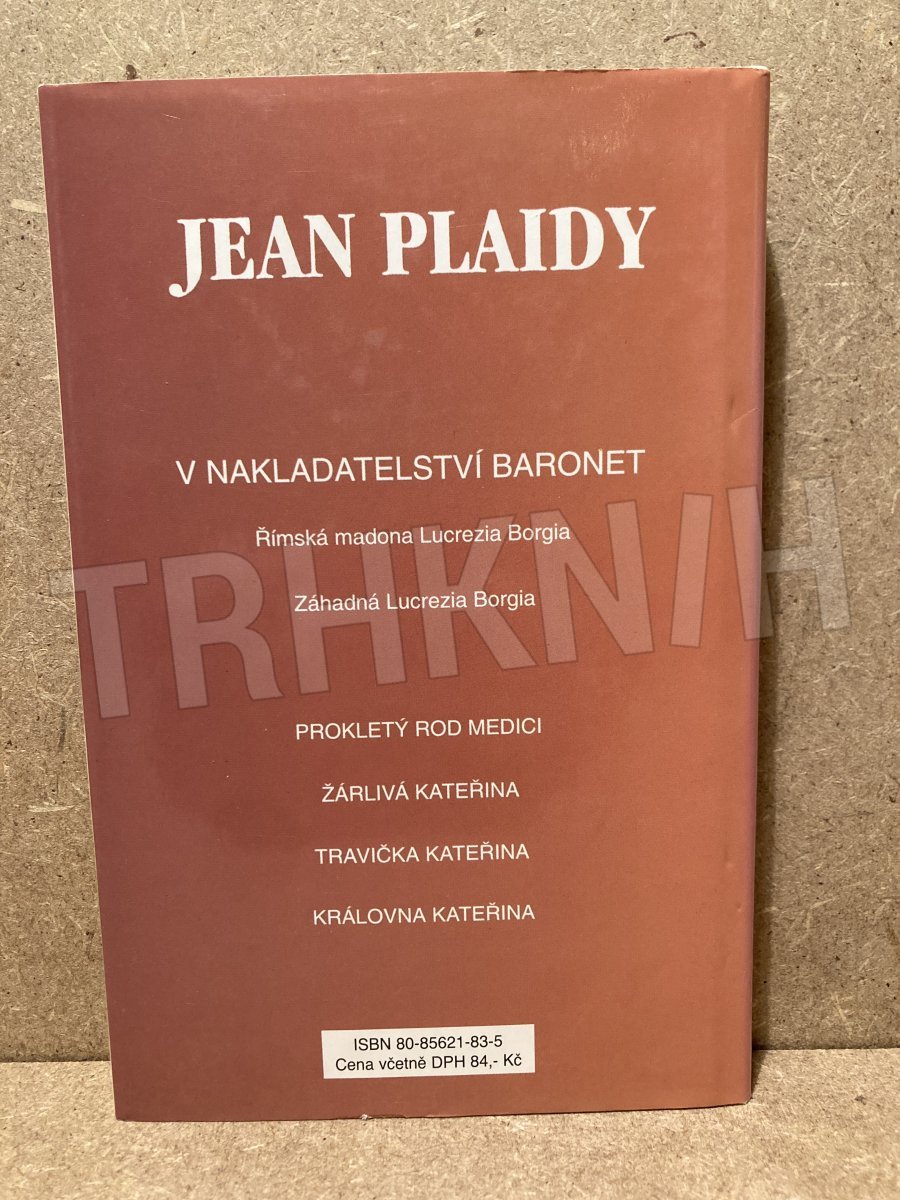 JEAN PLAIDY
V NAKLADATELSTVÍ BARONET
Římská madona Lucrezia Borgia
TRHKNIH
Záhadná Lucrezia Borgia
PROKLETÝ ROD MEDICI
ŽÁRLIVÁ KATEŘINA
TRAVIČKA KATEŘINA
KRÁLOVNA KATEŘINA
ISBN 80-85621-83-5
Cena včetně DPH 84,- Kč